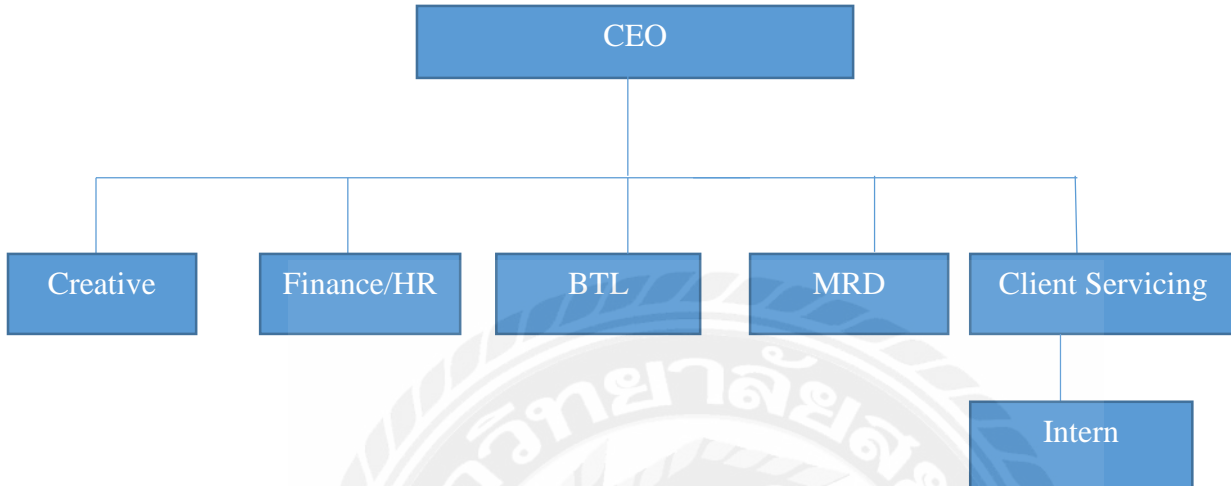 CEO
Creative
Finance/HR
BTL
MRD
Client Servicing
Intern